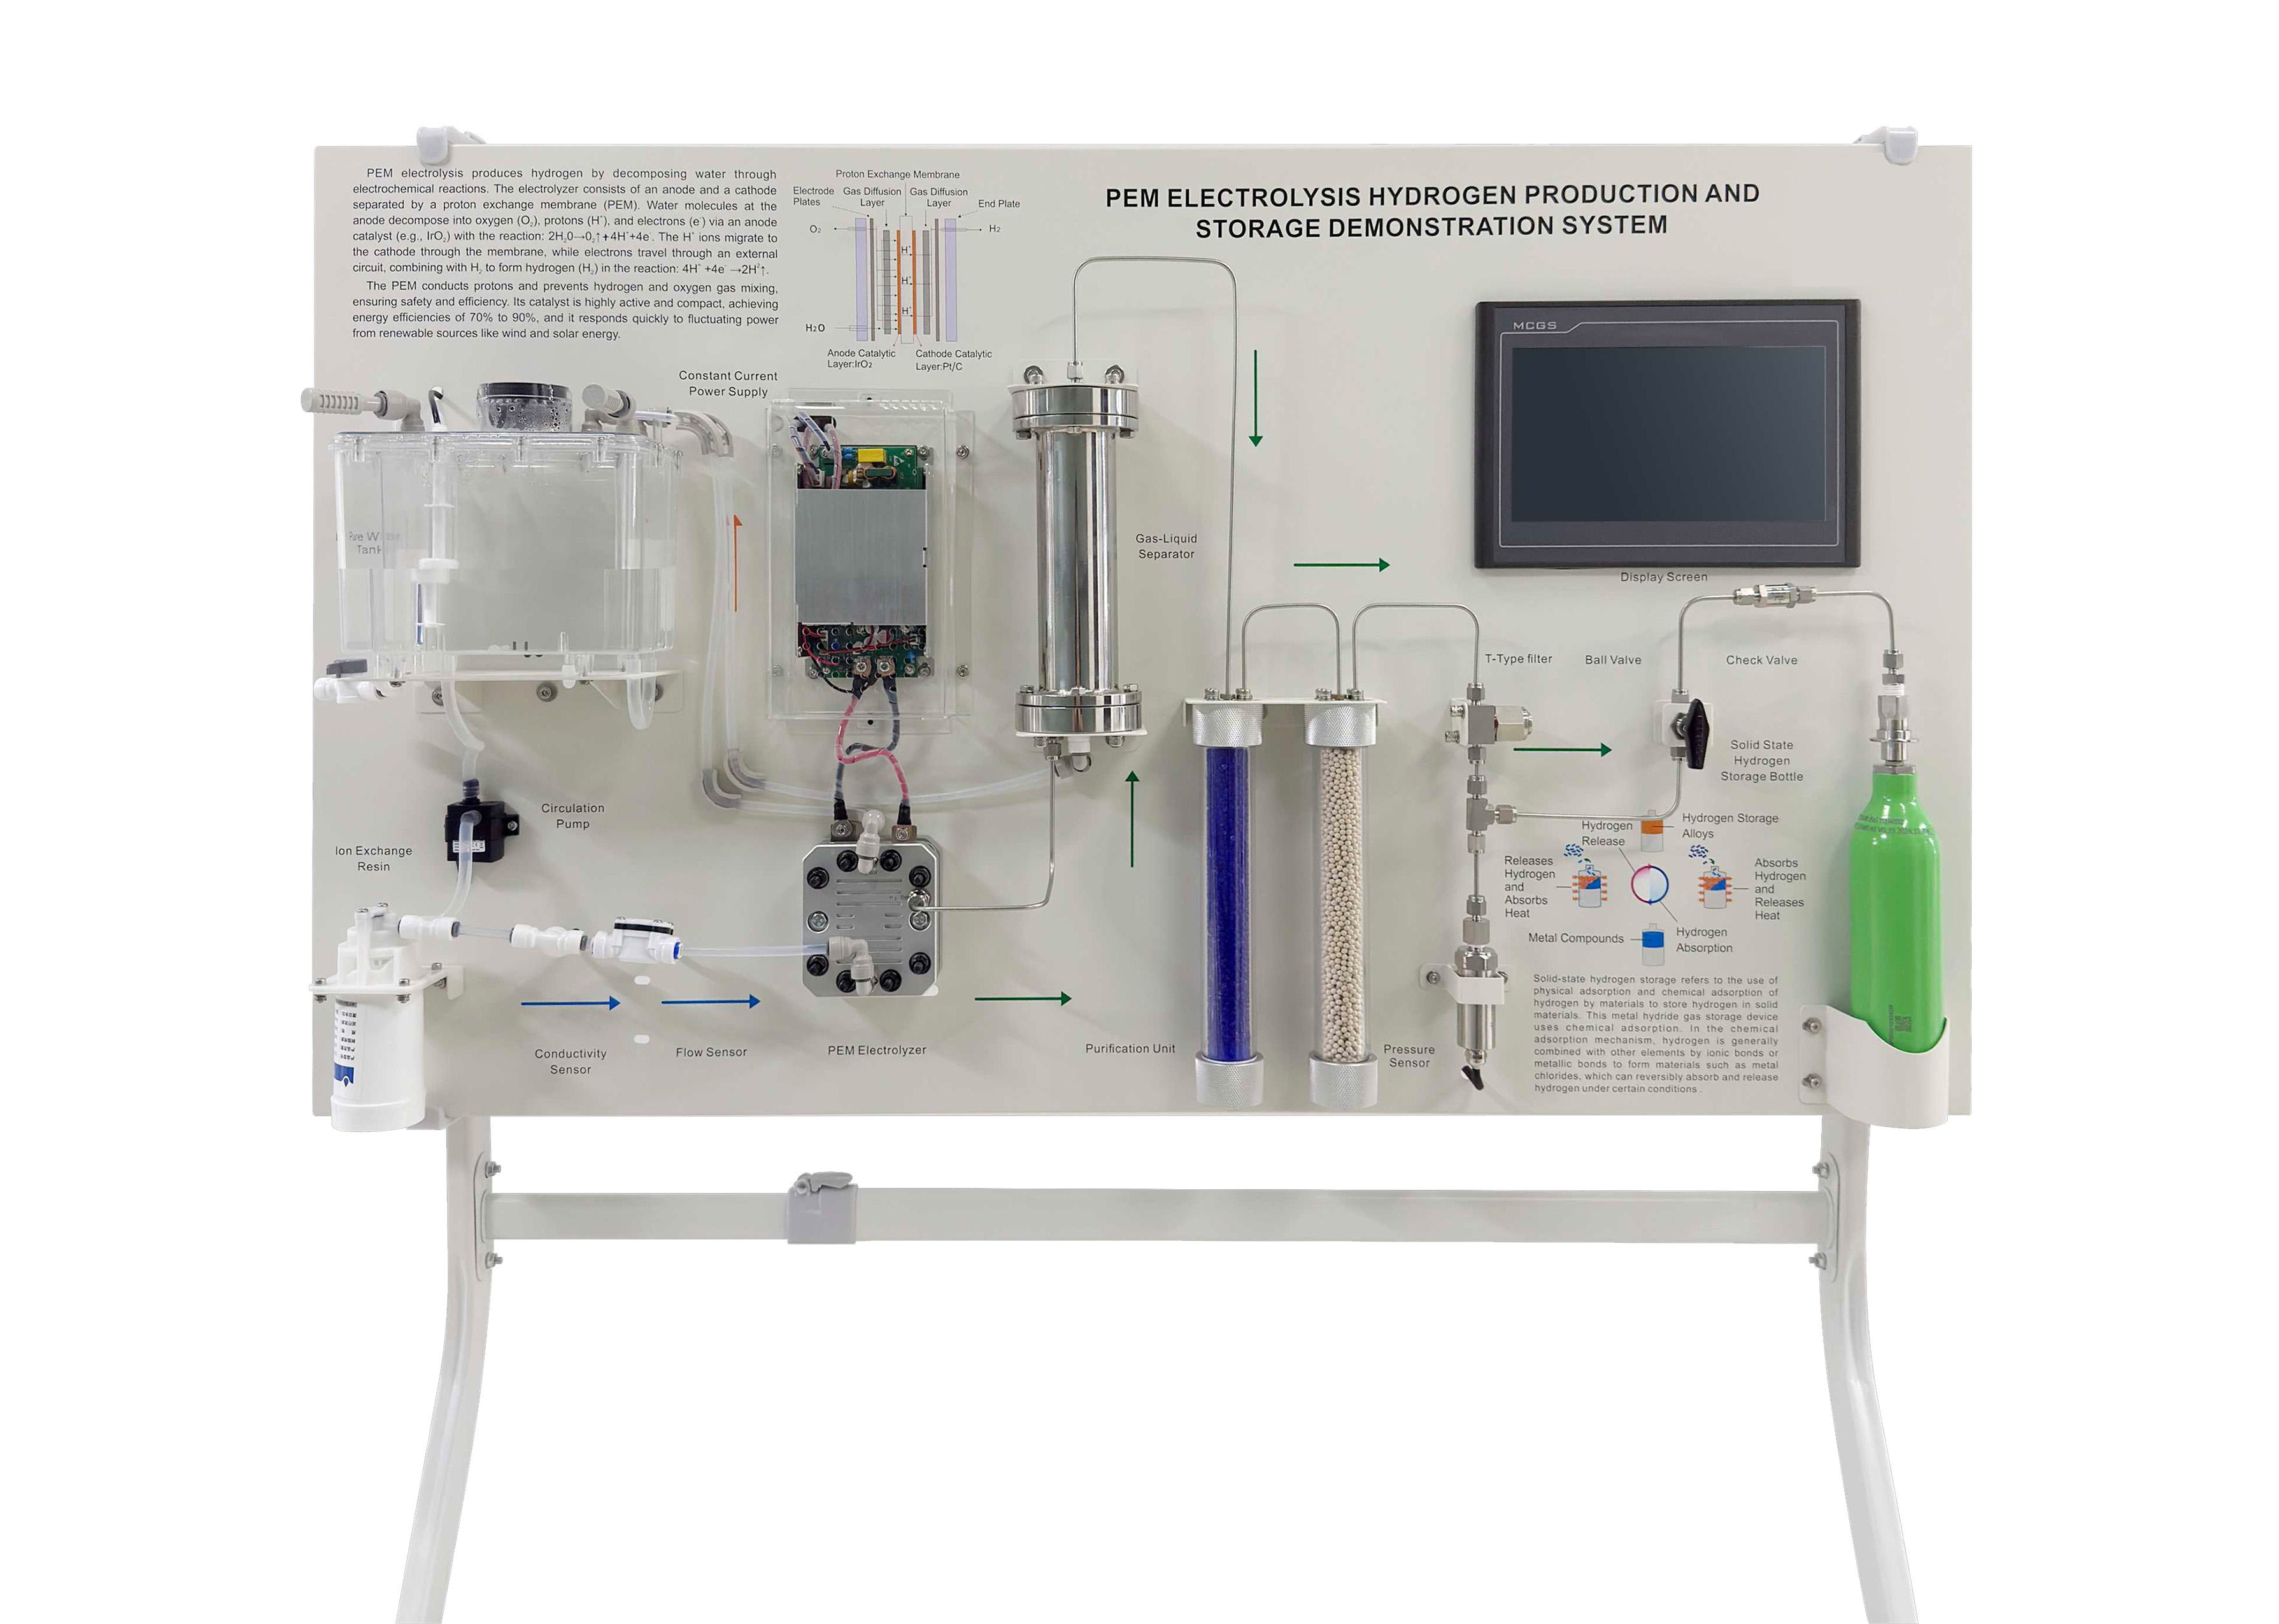 PEM electrolysis produces hydrogen by decomposing water through
electrochemical reactions. The electrolyzer consists of an anode and a cathode
separated by a proton exchange membrane (PEM). Water molecules at the
anode decompose into oxygen (O₂), protons (H⁺), and electrons (e⁻) via an anode
catalyst (e.g., IrO₂) with the reaction: 2H₂0→0₂↑+4H⁺+4e⁻. The H⁺ ions migrate to
the cathode through the membrane, while electrons travel through an external
circuit, combining with H₂ to form hydrogen (H₂) in the reaction: 4H⁺ +4e⁻ →2H²↑.
The PEM conducts protons and prevents hydrogen and oxygen gas mixing,
ensuring safety and efficiency. Its catalyst is highly active and compact, achieving
energy efficiencies of 70% to 90%, and it responds quickly to fluctuating power
from renewable sources like wind and solar energy.
Proton Exchange Membrane
Electrode
Plates
Gas Diffusion
Layer
Gas Diffusion
Layer
End Plate
O₂
H₂
H⁺
H⁺
H⁺
H₂O
Anode Catalytic
Layer:IrO₂
Cathode Catalytic
Layer:Pt/C
PEM ELECTROLYSIS HYDROGEN PRODUCTION AND
STORAGE DEMONSTRATION SYSTEM
MCGS
Display Screen
Constant Current
Power Supply
Tank
Gas-Liquid
Separator
T-Type filter
Ball Valve
Check Valve
Solid State
Hydrogen
Storage Bottle
Circulation
Pump
Ion Exchange
Resin
Hydrogen
Release
Hydrogen Storage
Alloys
Releases
Hydrogen
and
Absorbs
Heat
Absorbs
Hydrogen
and
Releases
Heat
Metal Compounds
Hydrogen
Absorption
Solid-state hydrogen storage refers to the use of
physical adsorption and chemical adsorption of
hydrogen by materials to store hydrogen in solid
materials. This metal hydride gas storage device
uses chemical adsorption. In the chemical
adsorption mechanism, hydrogen is generally
combined with other elements by ionic bonds or
metallic bonds to form materials such as metal
chlorides, which can reversibly absorb and release
hydrogen under certain conditions.
Conductivity
Sensor
Flow Sensor
PEM Electrolyzer
Purification Unit
Pressure
Sensor